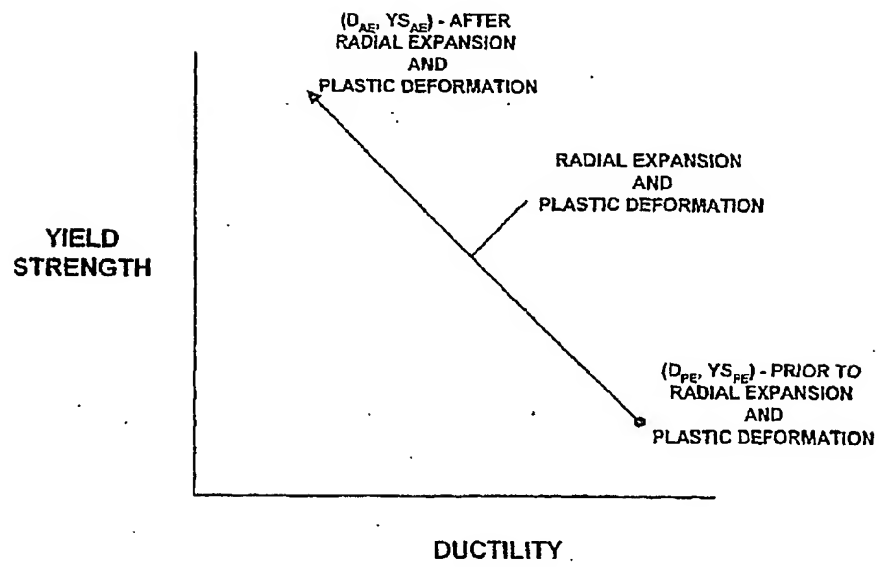 (D_AE, YS_AE) - AFTER
RADIAL EXPANSION
AND
PLASTIC DEFORMATION
RADIAL EXPANSION
AND
PLASTIC DEFORMATION
YIELD
STRENGTH
(D_PE, YS_PE) - PRIOR TO
RADIAL EXPANSION
AND
PLASTIC DEFORMATION
DUCTILITY